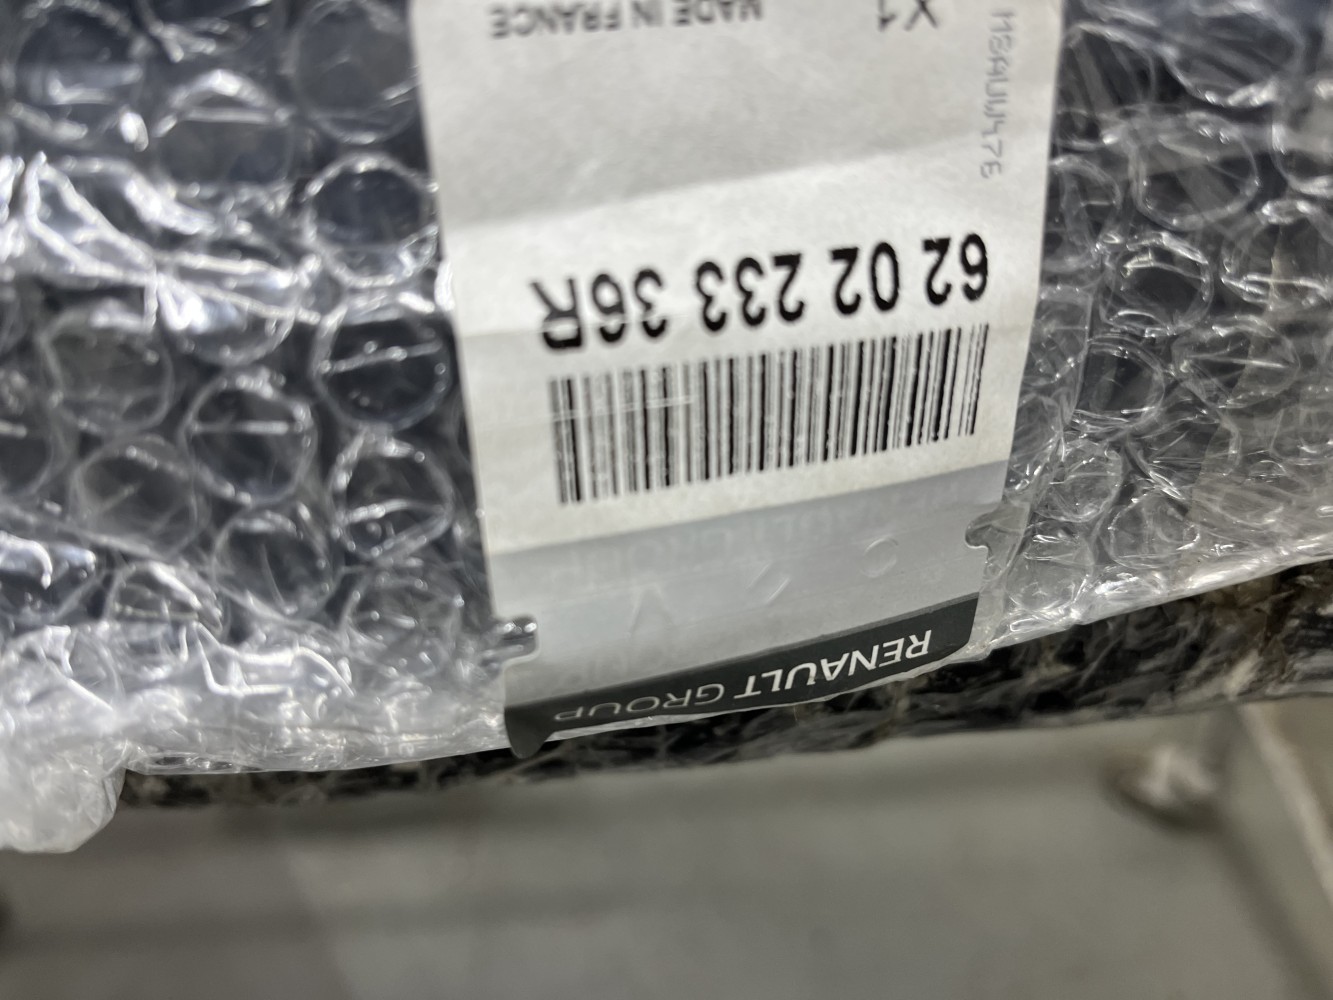 RENAULT GROUP
62 02 233 36R
X1
MADE IN FRANCE